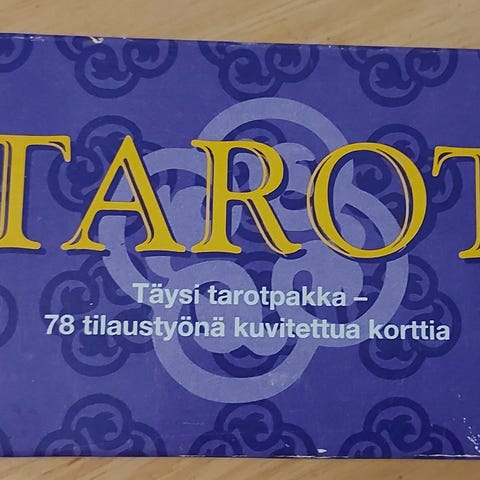 TAROT
Täysi tarotpakka –
78 tilaustyönä kuvitettua korttia